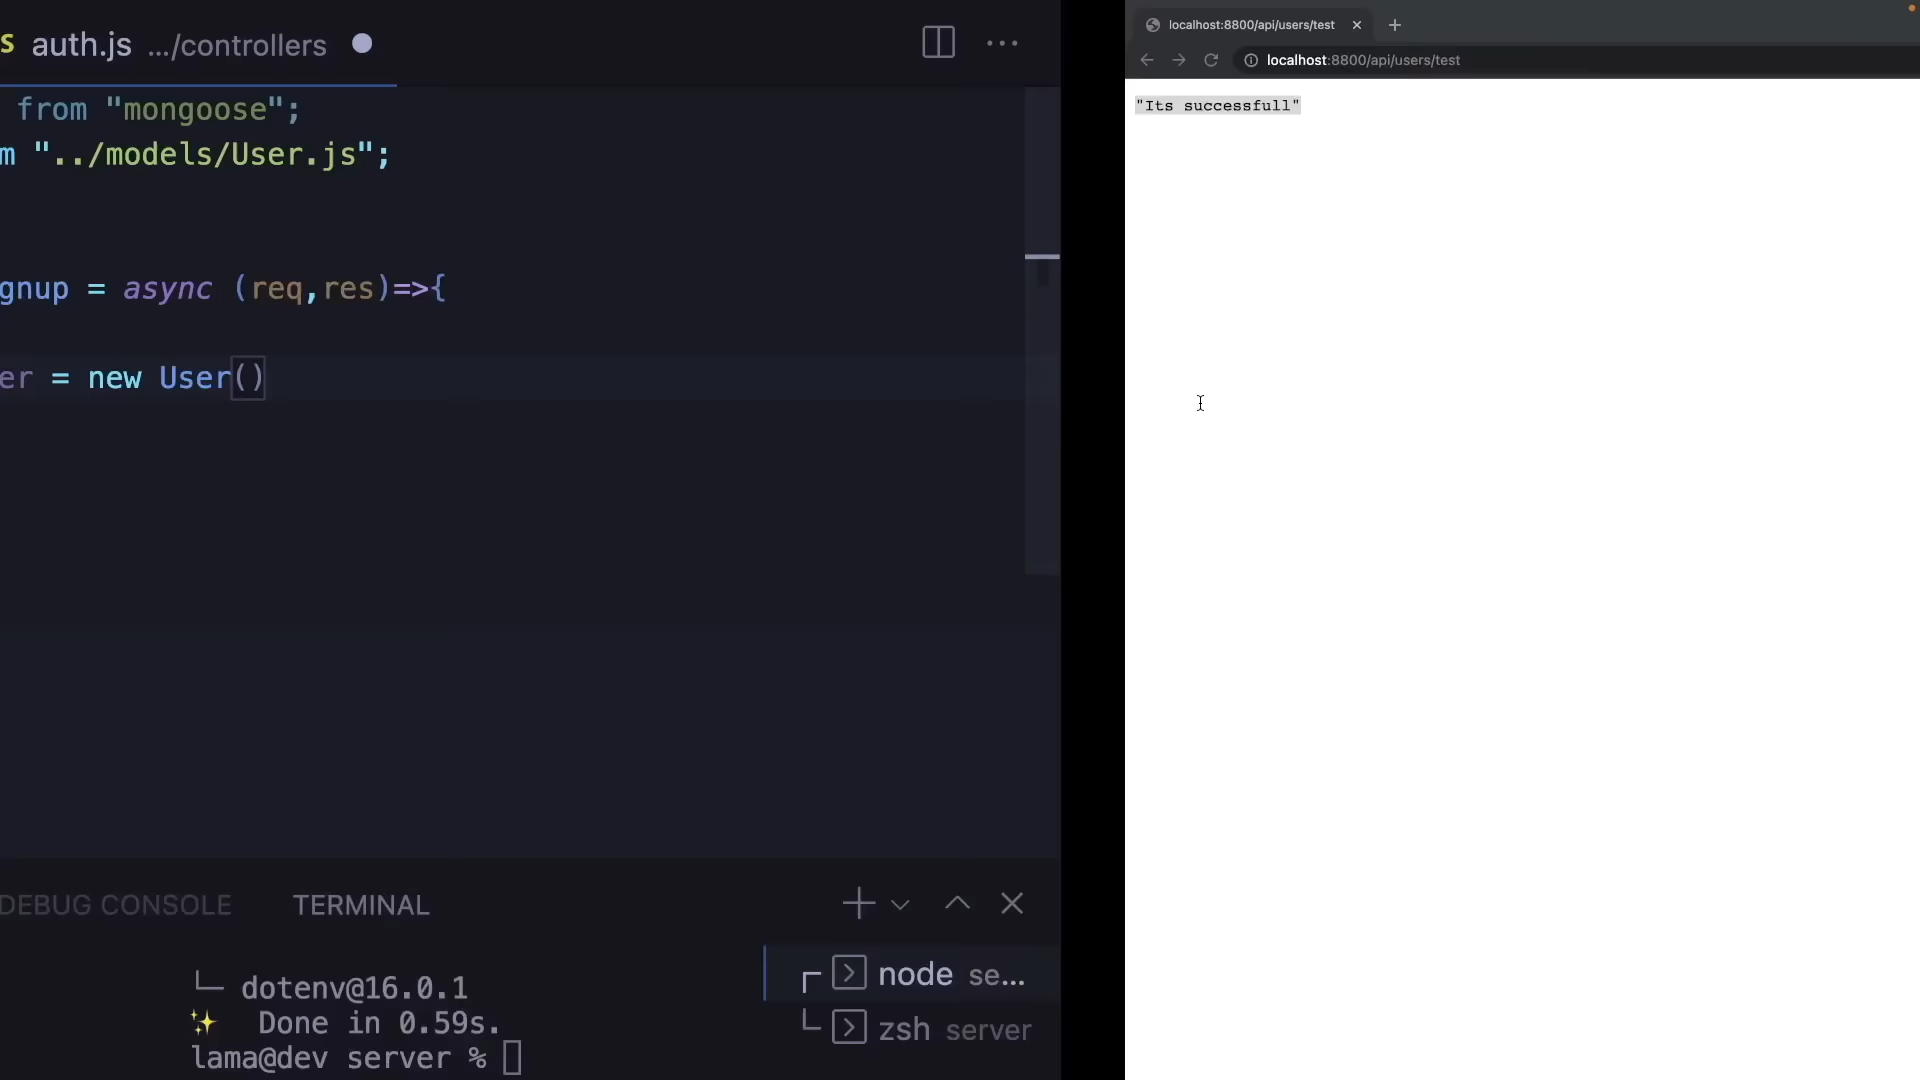 S auth.js .../controllers
from "mongoose";
m "../models/User.js";
gnup = async (req,res)=>{
er = new User()
DEBUG CONSOLE
TERMINAL
└─ dotenv@16.0.1
✨ Done in 0.59s.
lama@dev server %
node se...
zsh server
localhost:8800/api/users/test
localhost:8800/api/users/test
"Its successfull"